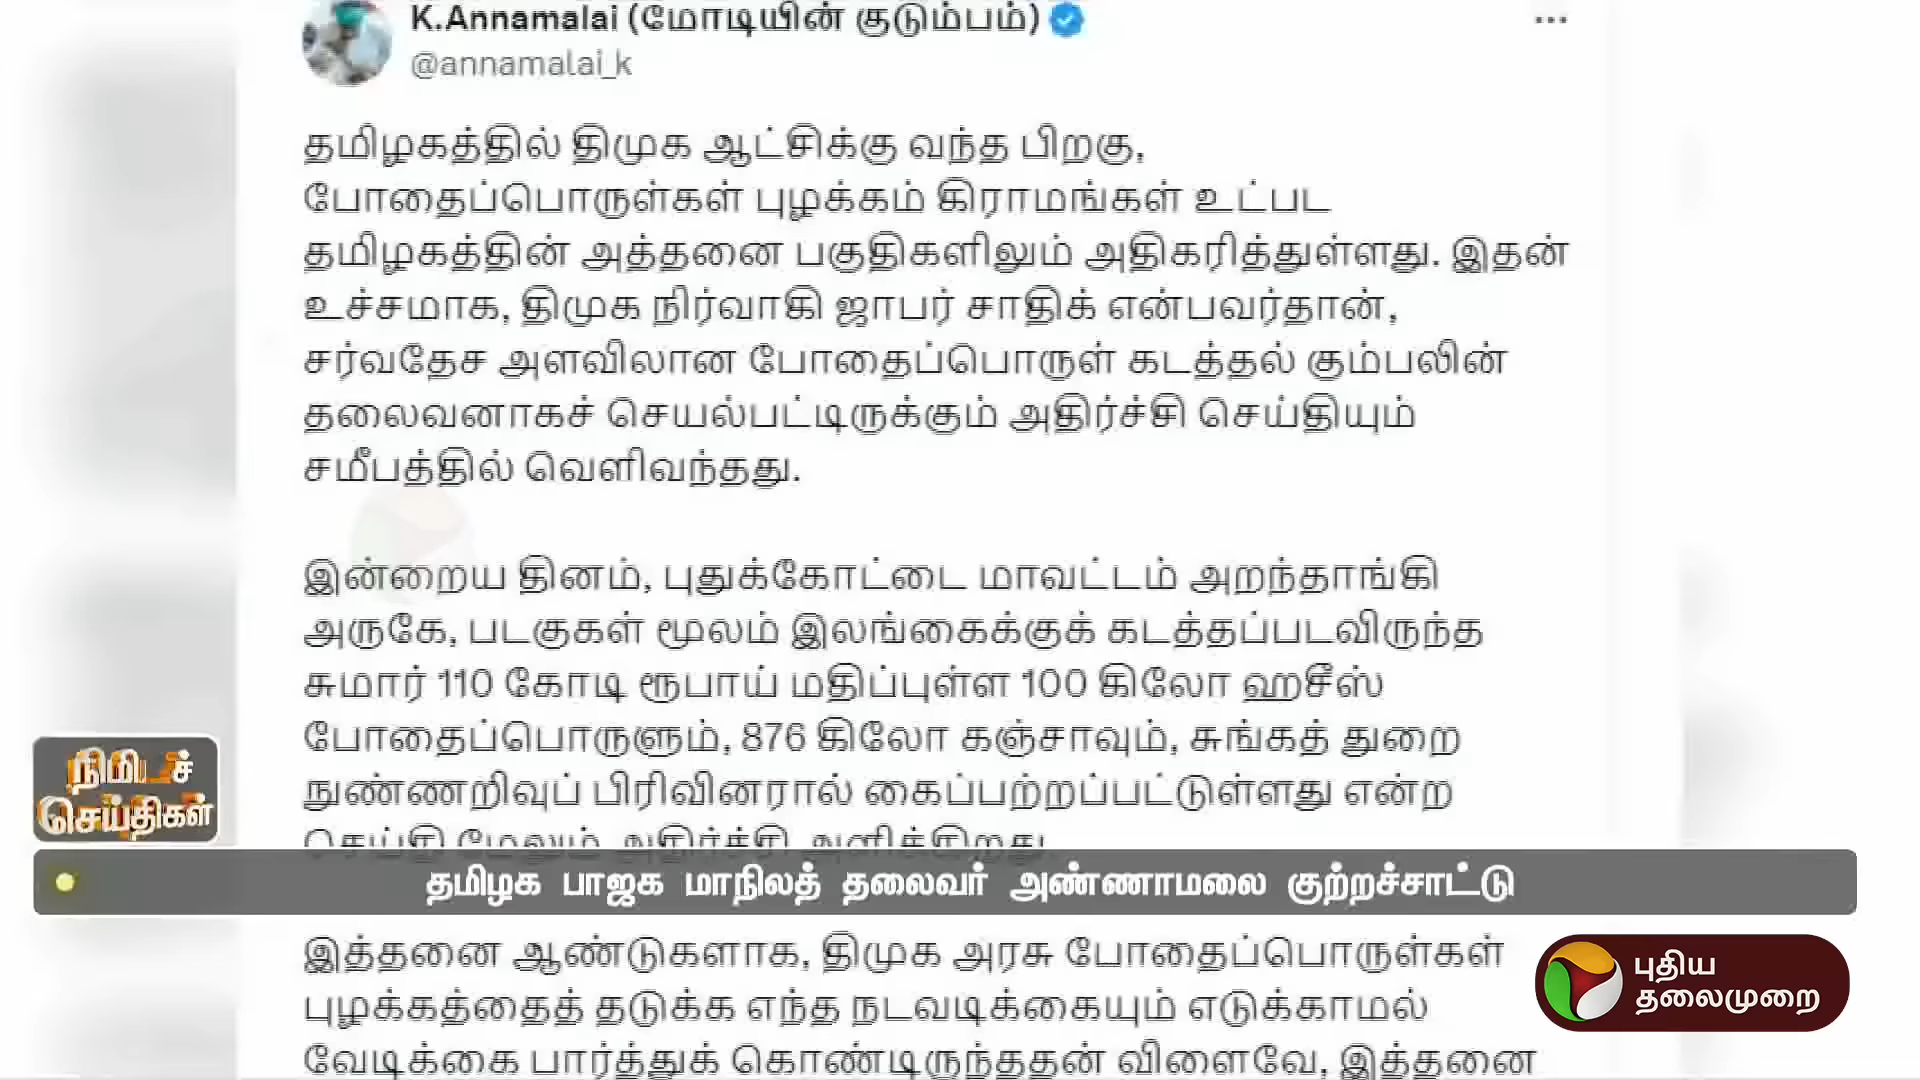 K.Annamalai (மோடியின் குடும்பம்)
@annamalai_k
தமிழகத்தில் திமுக ஆட்சிக்கு வந்த பிறகு,
போதைப்பொருள்கள் புழக்கம் கிராமங்கள் உட்பட
தமிழகத்தின் அத்தனை பகுதிகளிலும் அதிகரித்துள்ளது. இதன்
உச்சமாக, திமுக நிர்வாகி ஜாபர் சாதிக் என்பவர்தான்,
சர்வதேச அளவிலான போதைப்பொருள் கடத்தல் கும்பலின்
தலைவனாகச் செயல்பட்டிருக்கும் அதிர்ச்சி செய்தியும்
சமீபத்தில் வெளிவந்தது.
இன்றைய தினம், புதுக்கோட்டை மாவட்டம் அறந்தாங்கி
அருகே, படகுகள் மூலம் இலங்கைக்குக் கடத்தப்படவிருந்த
சுமார் 110 கோடி ரூபாய் மதிப்புள்ள 100 கிலோ ஹசீஸ்
போதைப்பொருளும், 876 கிலோ கஞ்சாவும், சுங்கத் துறை
நுண்ணறிவுப் பிரிவினரால் கைப்பற்றப்பட்டுள்ளது என்ற
செய்தி மேலும் அதிர்ச்சி அளிக்கிறது.
நிமிடச்
செய்திகள்
தமிழக பாஜக மாநிலத் தலைவர் அண்ணாமலை குற்றச்சாட்டு
இத்தனை ஆண்டுகளாக, திமுக அரசு போதைப்பொருள்கள்
புழக்கத்தைத் தடுக்க எந்த நடவடிக்கையும் எடுக்காமல்
வேடிக்கை பார்த்துக் கொண்டிருந்ததன் விளைவே, இத்தனை
புதிய
தலைமுறை